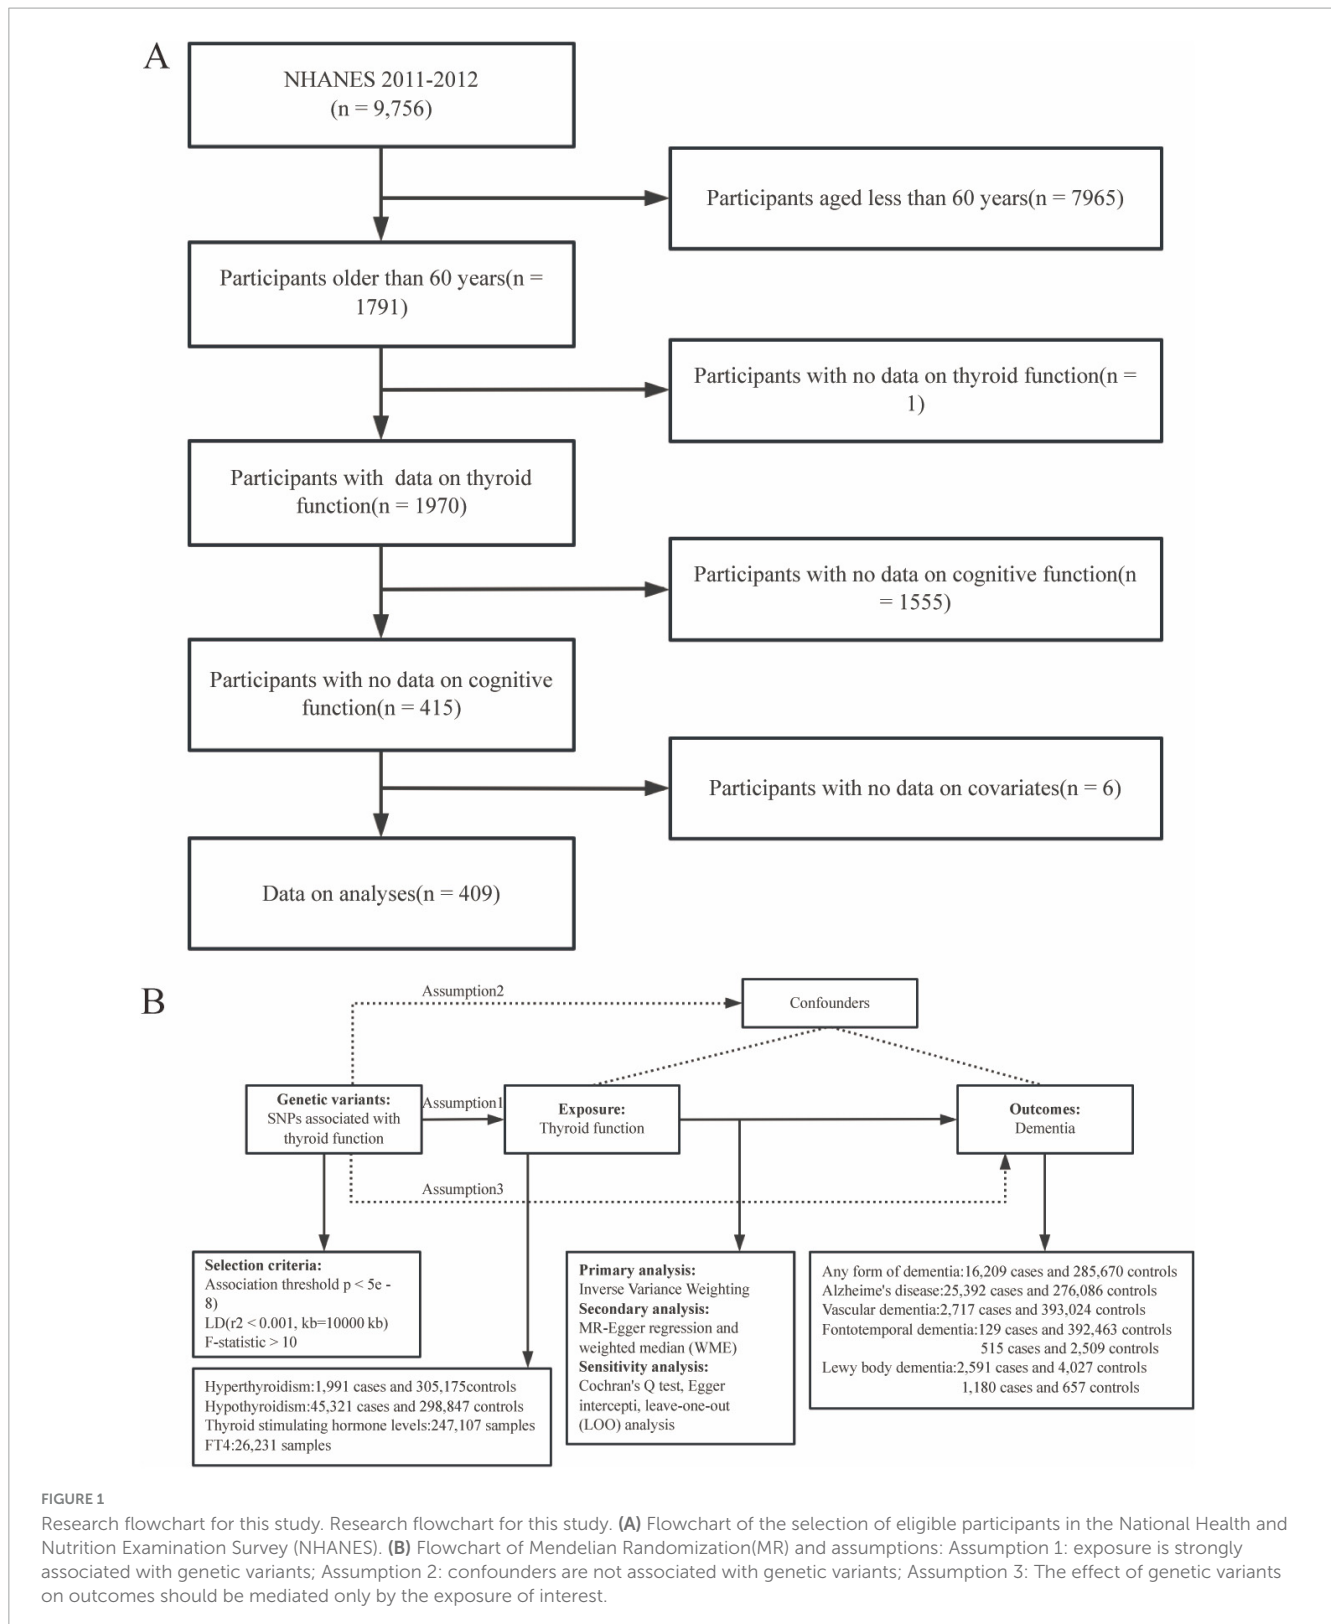 A
NHANES 2011-2012
(n = 9,756)
Participants aged less than 60 years(n = 7965)
Participants older than 60 years(n =
1791)
Participants with no data on thyroid function(n =
1)
Participants with  data on thyroid
function(n = 1970)
Participants with no data on cognitive function(n
= 1555)
Participants with no data on cognitive
function(n = 415)
Participants with no data on covariates(n = 6)
Data on analyses(n = 409)
B
Assumption2
Confounders
Genetic variants:
SNPs associated with
thyroid function
Assumption1
Exposure:
Thyroid function
Outcomes:
Dementia
Assumption3
Selection criteria:
Association threshold p < 5e -
8)
LD(r2 < 0.001, kb=10000 kb)
F-statistic > 10
Hyperthyroidism:1,991 cases and 305,175controls
Hypothyroidism:45,321 cases and 298,847 controls
Thyroid stimulating hormone levels:247,107 samples
FT4:26,231 samples
Primary analysis:
Inverse Variance Weighting
Secondary analysis:
MR-Egger regression and
weighted median (WME)
Sensitivity analysis:
Cochran's Q test, Egger
intercepti, leave-one-out
(LOO) analysis
Any form of dementia:16,209 cases and 285,670 controls
Alzheime's disease:25,392 cases and 276,086 controls
Vascular dementia:2,717 cases and 393,024 controls
Fontotemporal dementia:129 cases and 392,463 controls
515 cases and 2,509 controls
Lewy body dementia:2,591 cases and 4,027 controls
1,180 cases and 657 controls
FIGURE 1
Research flowchart for this study. Research flowchart for this study. (A) Flowchart of the selection of eligible participants in the National Health and
Nutrition Examination Survey (NHANES). (B) Flowchart of Mendelian Randomization(MR) and assumptions: Assumption 1: exposure is strongly
associated with genetic variants; Assumption 2: confounders are not associated with genetic variants; Assumption 3: The effect of genetic variants
on outcomes should be mediated only by the exposure of interest.